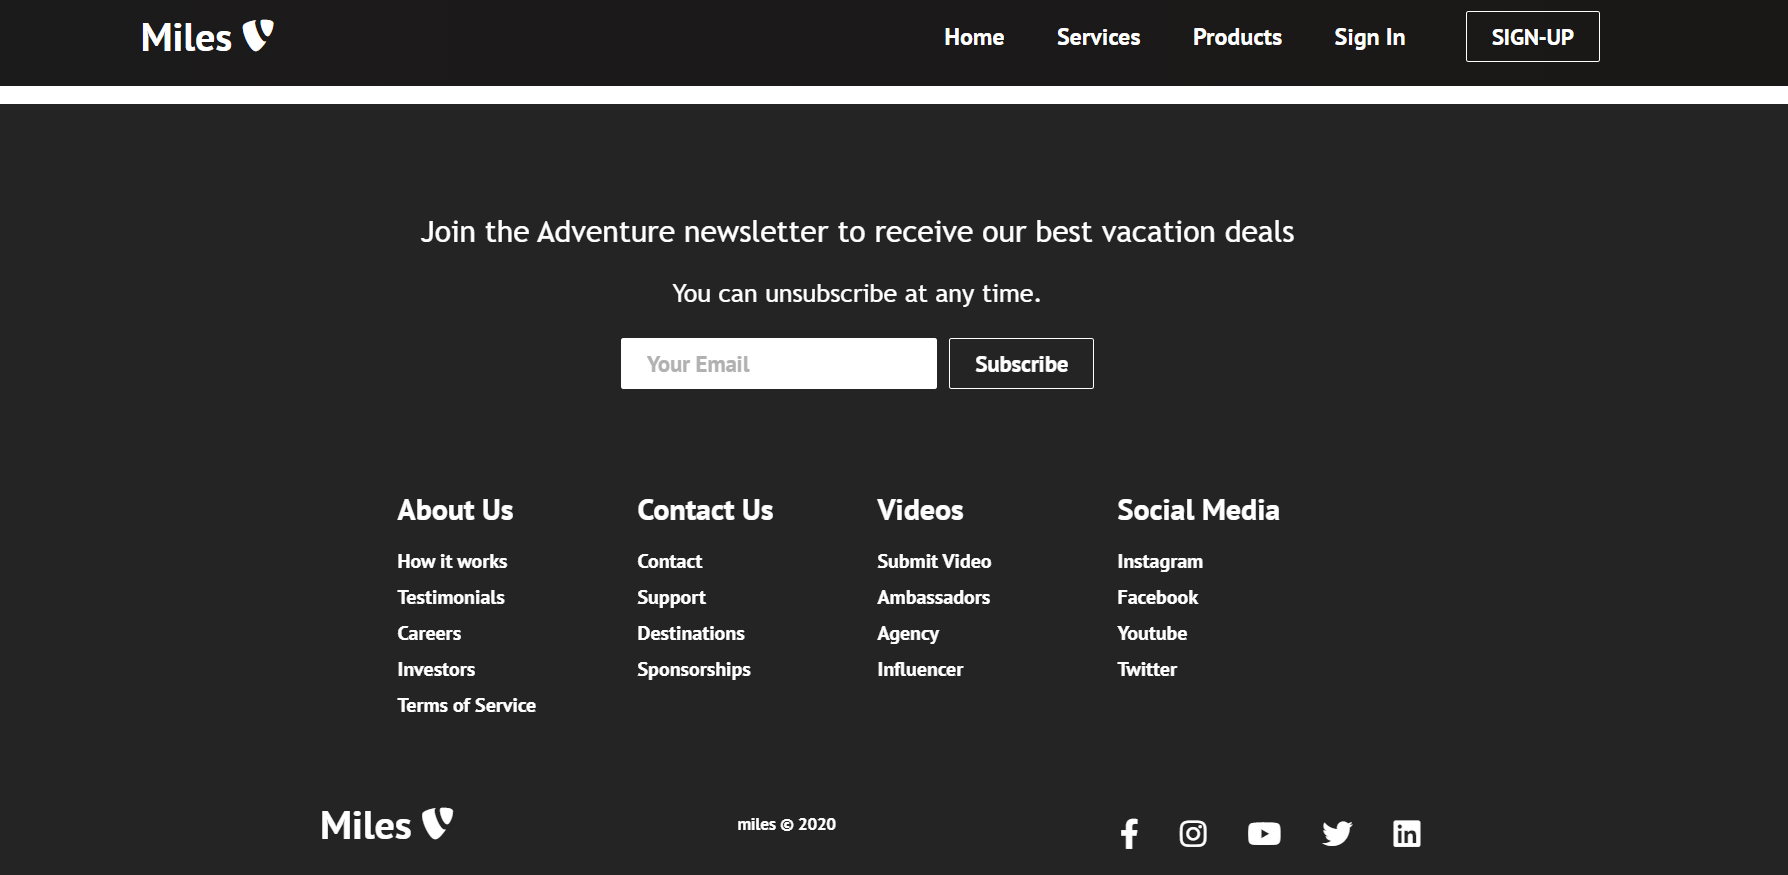 Miles
Home Services Products Sign In SIGN-UP
Join the Adventure newsletter to receive our best vacation deals
You can unsubscribe at any time.
Your Email Subscribe
About Us
How it works
Testimonials
Careers
Investors
Terms of Service
Contact Us
Contact
Support
Destinations
Sponsorships
Videos
Submit Video
Ambassadors
Agency
Influencer
Social Media
Instagram
Facebook
Youtube
Twitter
Miles
miles © 2020